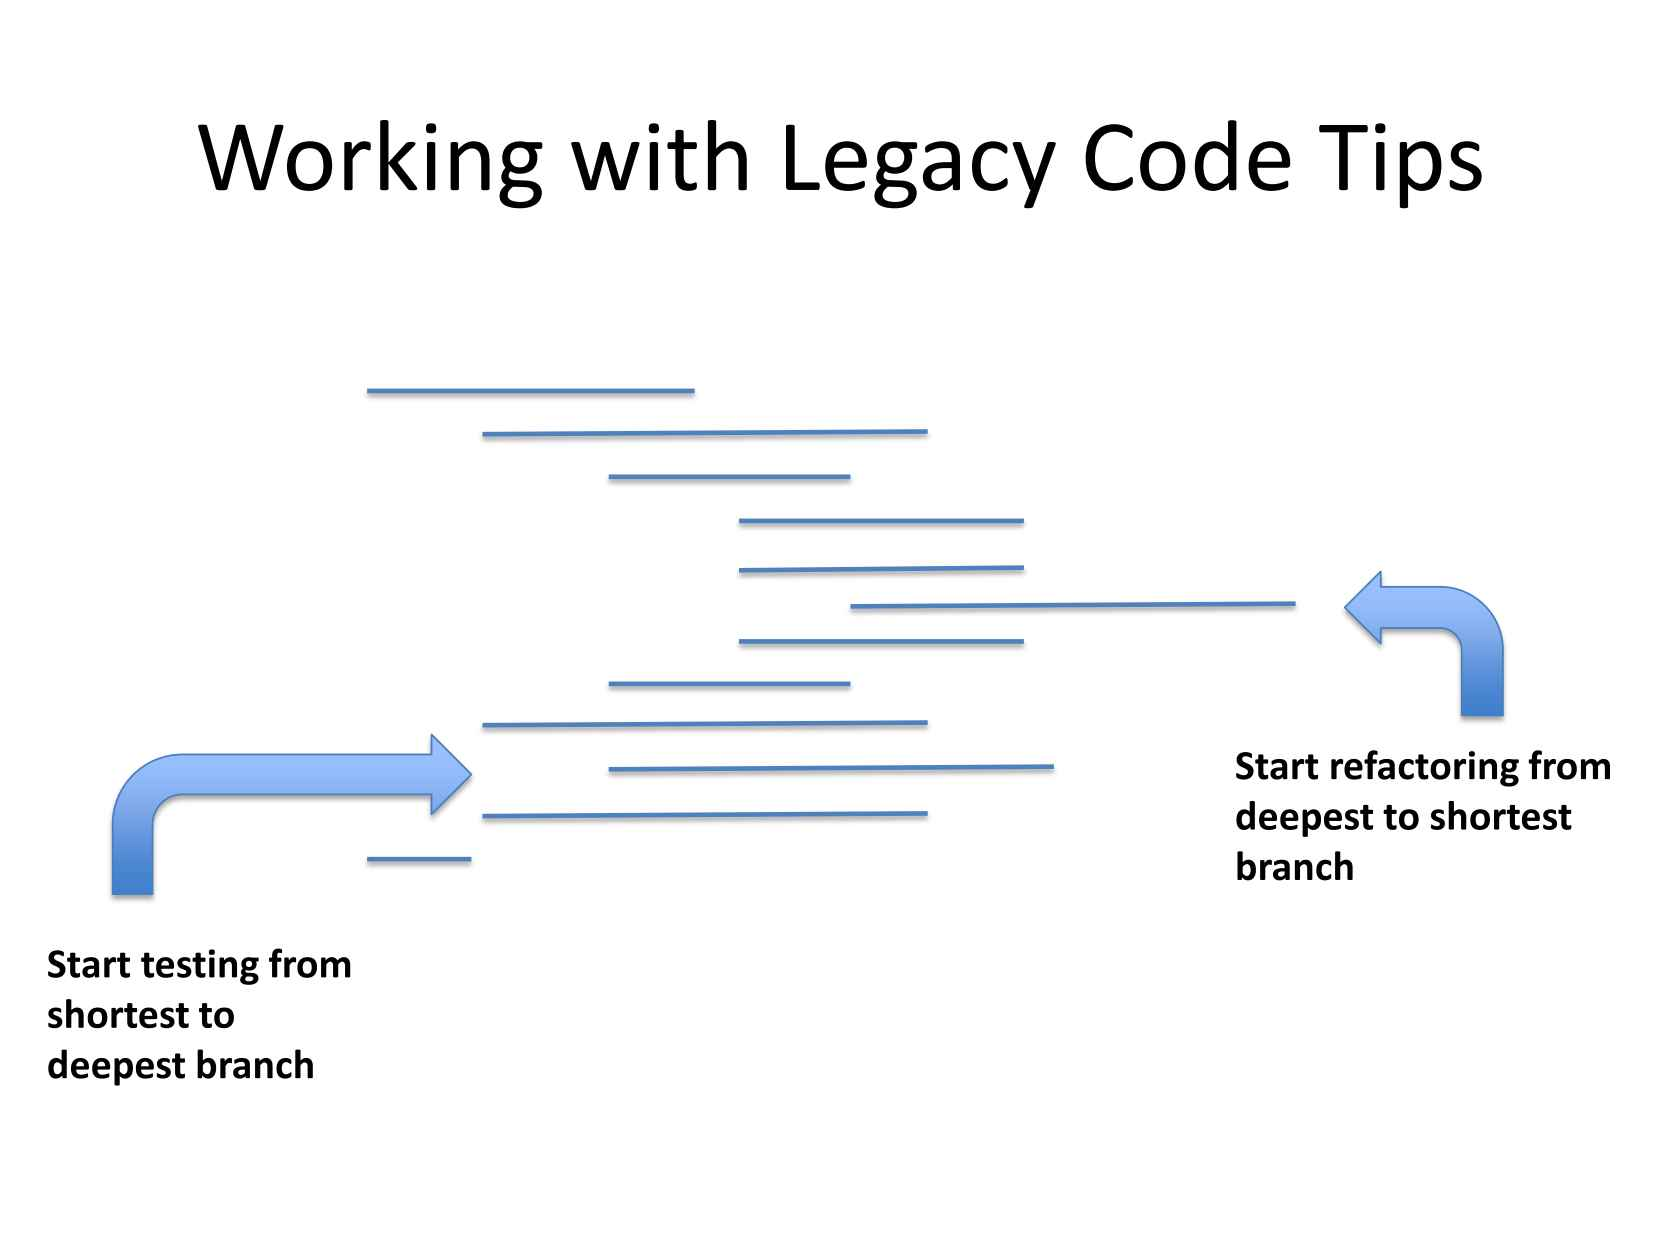 Working with Legacy Code Tips
Start refactoring from
deepest to shortest
branch
Start testing from
shortest to
deepest branch